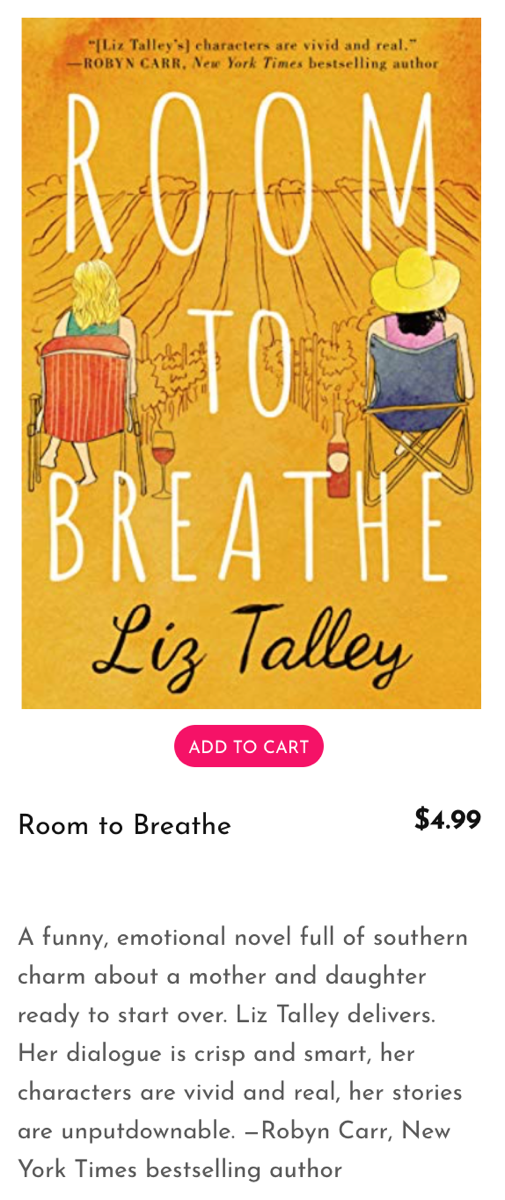 “[Liz Talley’s] characters are vivid and real.”
—ROBYN CARR, New York Times bestselling author
ROOM
TO
BREATHE
Liz Talley
ADD TO CART
Room to Breathe
$4.99
A funny, emotional novel full of southern
charm about a mother and daughter
ready to start over. Liz Talley delivers.
Her dialogue is crisp and smart, her
characters are vivid and real, her stories
are unputdownable. —Robyn Carr, New
York Times bestselling author